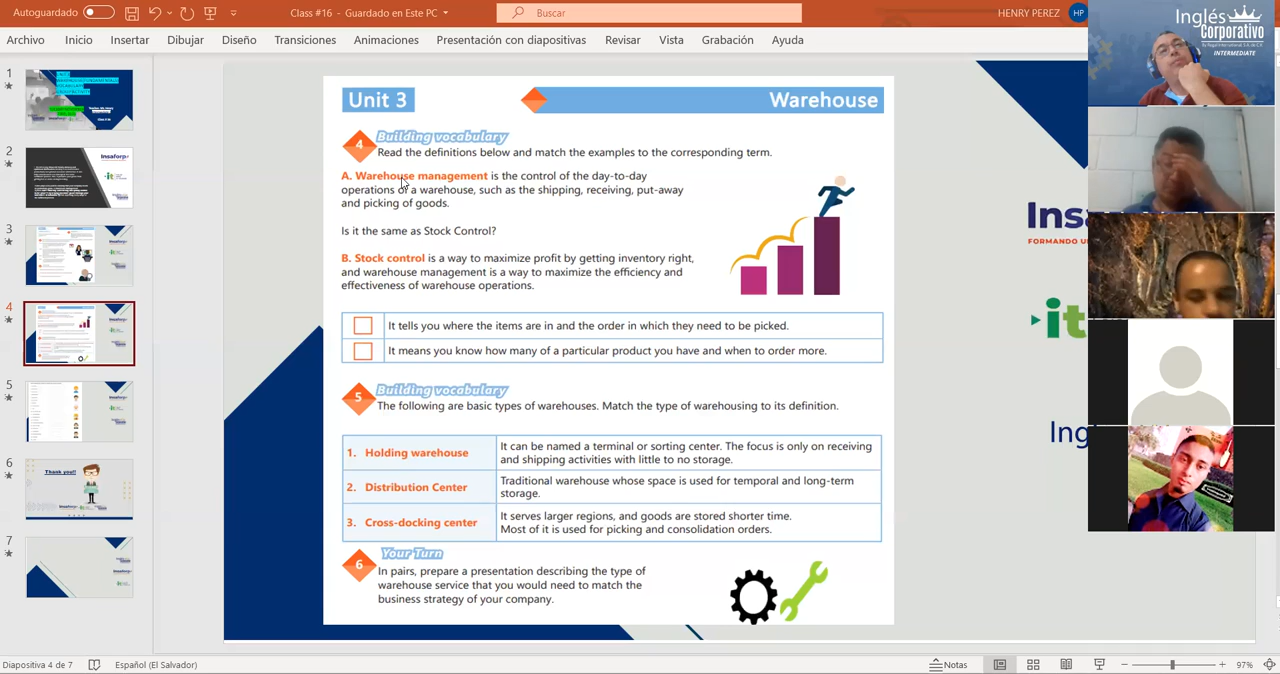 Autoguardado
Class #16 - Guardado en Este PC
Buscar
HENRY PEREZ
HP
Archivo Inicio Insertar Dibujar Diseño Transiciones Animaciones Presentación con diapositivas Revisar Vista Grabación Ayuda
Inglés
Corporativo
INTERMEDIATE
1
2
3
4
5
6
7
Thank you!!
Unit 3
Warehouse
4 Building vocabulary
Read the definitions below and match the examples to the corresponding term.
A. Warehouse management is the control of the day-to-day
operations of a warehouse, such as the shipping, receiving, put-away
and picking of goods.
Is it the same as Stock Control?
B. Stock control is a way to maximize profit by getting inventory right,
and warehouse management is a way to maximize the efficiency and
effectiveness of warehouse operations.
It tells you where the items are in and the order in which they need to be picked.
It means you know how many of a particular product you have and when to order more.
5 Building vocabulary
The following are basic types of warehouses. Match the type of warehousing to its definition.
1. Holding warehouse
It can be named a terminal or sorting center. The focus is only on receiving
and shipping activities with little to no storage.
2. Distribution Center
Traditional warehouse whose space is used for temporal and long-term
storage.
3. Cross-docking center
It serves larger regions, and goods are stored shorter time.
Most of it is used for picking and consolidation orders.
6 Your Turn
In pairs, prepare a presentation describing the type of
warehouse service that you would need to match the
business strategy of your company.
Insa
FORMANDO U
it
Ing
Diapositiva 4 de 7
Español (El Salvador)
Notas
97%